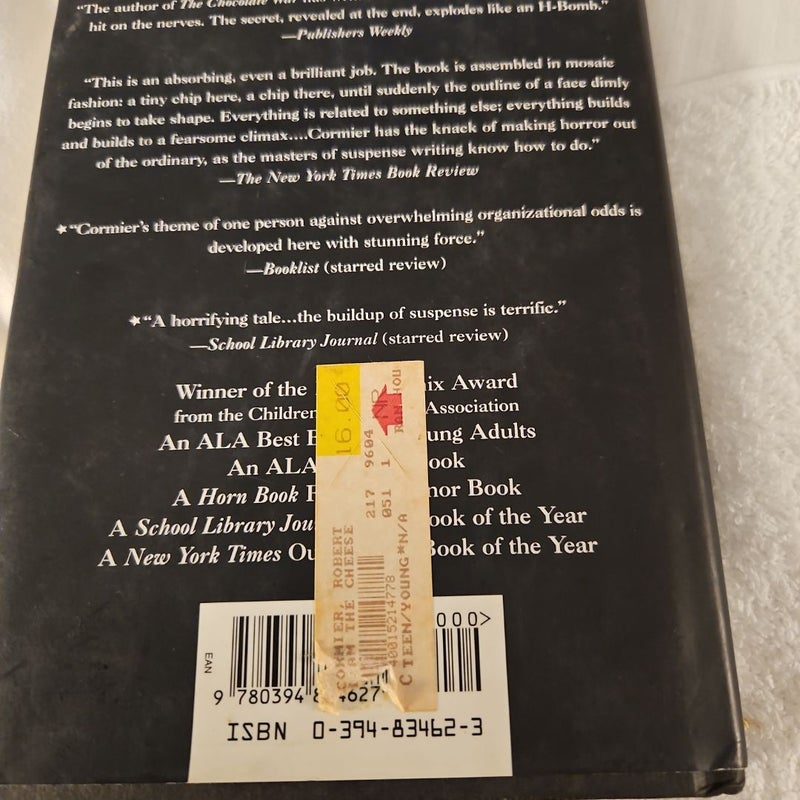 "The author of The Chocolate War has
hit on the nerves. The secret, revealed at the end, explodes like an H-Bomb."
—Publishers Weekly
"This is an absorbing, even a brilliant job. The book is assembled in mosaic
fashion: a tiny chip here, a chip there, until suddenly the outline of a face dimly
begins to take shape. Everything is related to something else; everything builds
and builds to a fearsome climax....Cormier has the knack of making horror out
of the ordinary, as the masters of suspense writing know how to do."
—The New York Times Book Review
★"Cormier's theme of one person against overwhelming organizational odds is
developed here with stunning force."
—Booklist (starred review)
★"A horrifying tale...the buildup of suspense is terrific."
—School Library Journal (starred review)
Winner of the nix Award
from the Children Association
An ALA Best B ung Adults
An ALA ook
A Horn Book F nor Book
A School Library Jou ook of the Year
A New York Times Ou Book of the Year
16.00 NP RAN HOU
217 9604
051 1
CORMIER, ROBERT
I AM THE CHEESE
40015214778
C TEEN/YOUNG*N/A
000>
EAN
9 780394 8 4627
ISBN 0-394-83462-3